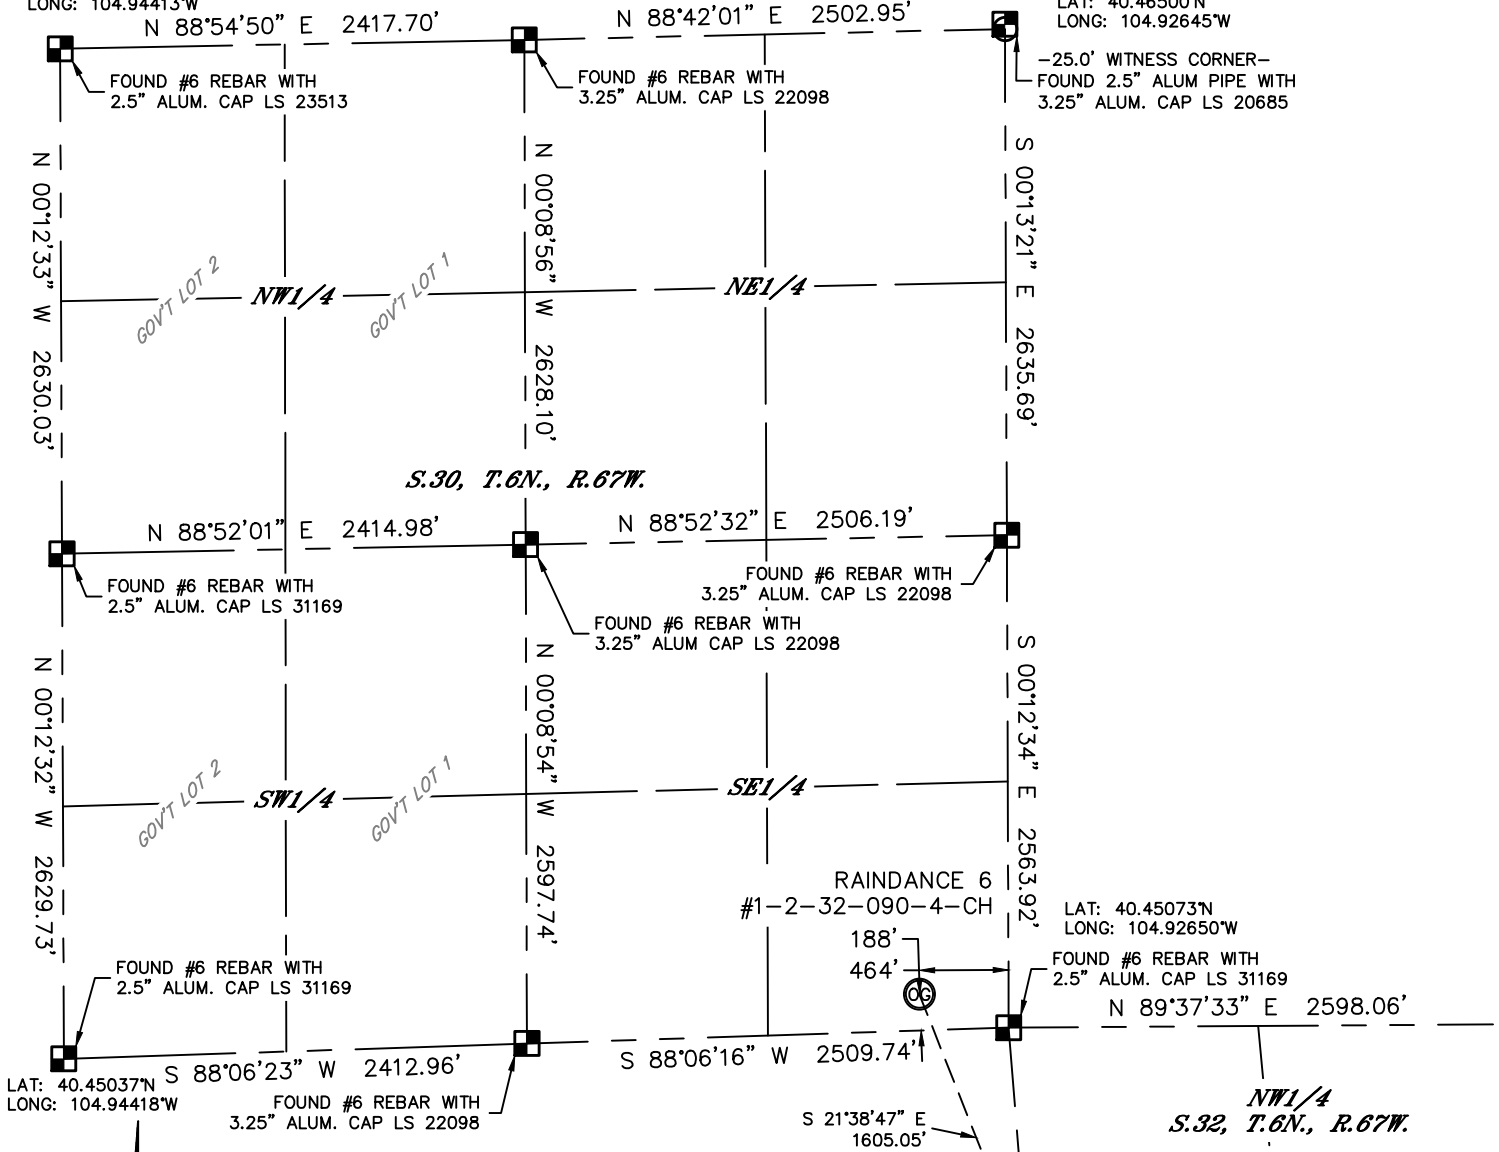 LONG: 104.94413°W
N 88°54'50" E 2417.70'
N 88°42'01" E 2502.95'
LAT: 40.46500°N
LONG: 104.92645°W
-25.0' WITNESS CORNER-
FOUND 2.5" ALUM PIPE WITH
3.25" ALUM. CAP LS 20685
FOUND #6 REBAR WITH
2.5" ALUM. CAP LS 23513
FOUND #6 REBAR WITH
3.25" ALUM. CAP LS 22098
N 00°12'33" W 2630.03'
N 00°08'56" W 2628.10'
S 00°13'21" E 2635.69'
GOV'T LOT 2
NW1/4
GOV'T LOT 1
NE1/4
S.30, T.6N., R.67W.
N 88°52'01" E 2414.98'
N 88°52'32" E 2506.19'
FOUND #6 REBAR WITH
2.5" ALUM. CAP LS 31169
FOUND #6 REBAR WITH
3.25" ALUM. CAP LS 22098
FOUND #6 REBAR WITH
3.25" ALUM CAP LS 22098
N 00°12'32" W 2629.73'
N 00°08'54" W 2597.74'
S 00°12'34" E 2563.92'
GOV'T LOT 2
SW1/4
GOV'T LOT 1
SE1/4
RAINDANCE 6
#1-2-32-090-4-CH
188'
464'
OG
LAT: 40.45073°N
LONG: 104.92650°W
FOUND #6 REBAR WITH
2.5" ALUM. CAP LS 31169
FOUND #6 REBAR WITH
2.5" ALUM. CAP LS 31169
N 89°37'33" E 2598.06'
S 88°06'23" W 2412.96'
S 88°06'16" W 2509.74'
LAT: 40.45037°N
LONG: 104.94418°W
FOUND #6 REBAR WITH
3.25" ALUM. CAP LS 22098
S 21°38'47" E
1605.05'
NW1/4
S.32, T.6N., R.67W.